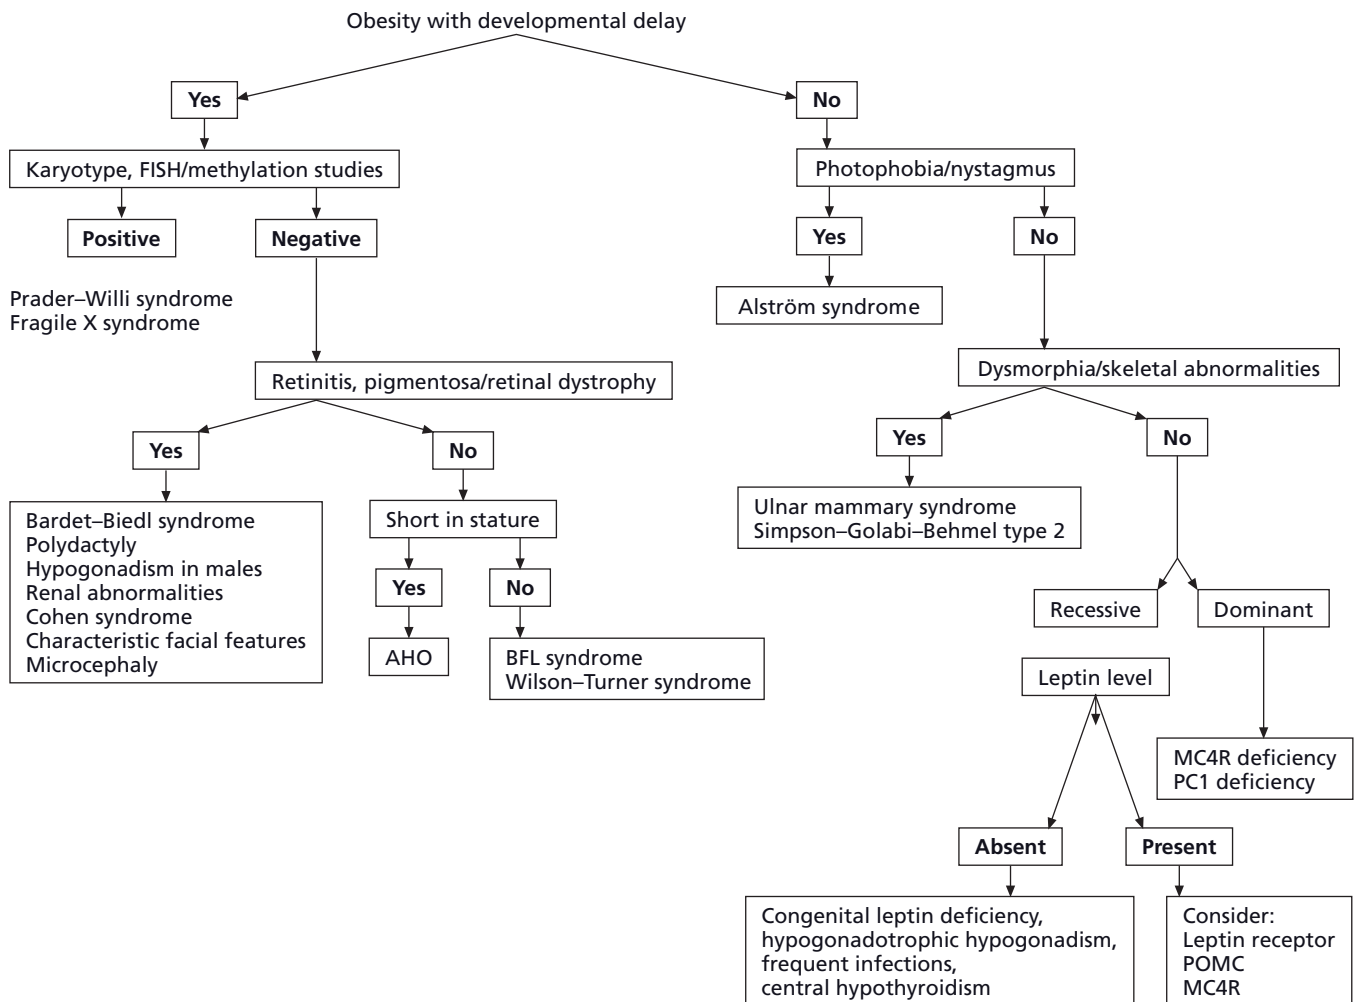 Obesity with developmental delay
Yes
No
Karyotype, FISH/methylation studies
Photophobia/nystagmus
Positive
Negative
Yes
No
Prader–Willi syndrome
Fragile X syndrome
Alström syndrome
Retinitis, pigmentosa/retinal dystrophy
Dysmorphia/skeletal abnormalities
Yes
No
Yes
No
Bardet–Biedl syndrome
Polydactyly
Hypogonadism in males
Renal abnormalities
Cohen syndrome
Characteristic facial features
Microcephaly
Short in stature
Yes
No
AHO
BFL syndrome
Wilson–Turner syndrome
Ulnar mammary syndrome
Simpson–Golabi–Behmel type 2
Recessive
Dominant
Leptin level
MC4R deficiency
PC1 deficiency
Absent
Present
Congenital leptin deficiency,
hypogonadotrophic hypogonadism,
frequent infections,
central hypothyroidism
Consider:
Leptin receptor
POMC
MC4R